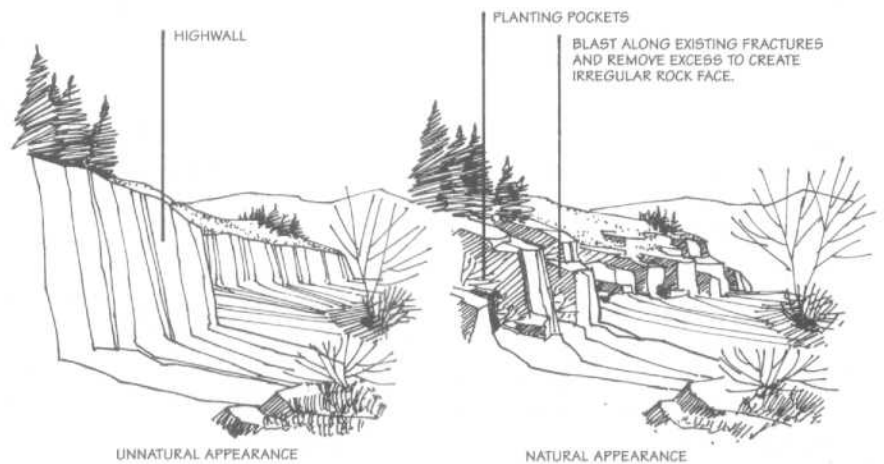 HIGHWALL
PLANTING POCKETS
BLAST ALONG EXISTING FRACTURES
AND REMOVE EXCESS TO CREATE
IRREGULAR ROCK FACE.
UNNATURAL APPEARANCE
NATURAL APPEARANCE